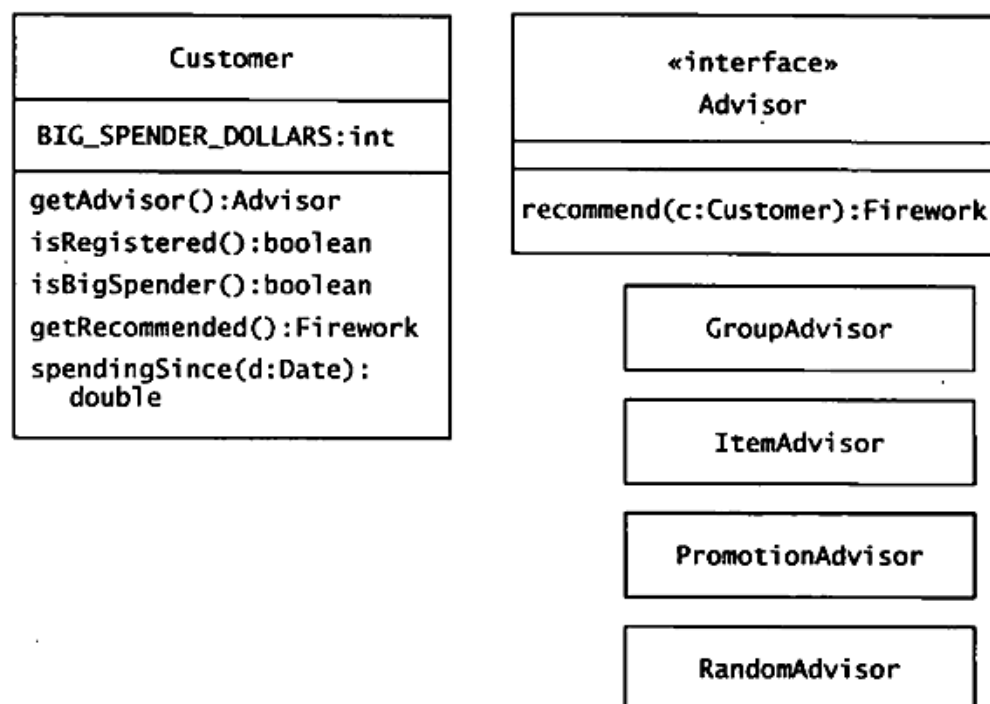 Customer
BIG_SPENDER_DOLLARS:int
getAdvisor():Advisor
isRegistered():boolean
isBigSpender():boolean
getRecommended():Firework
spendingSince(d:Date):
double
«interface»
Advisor
recommend(c:Customer):Firework
GroupAdvisor
ItemAdvisor
PromotionAdvisor
RandomAdvisor